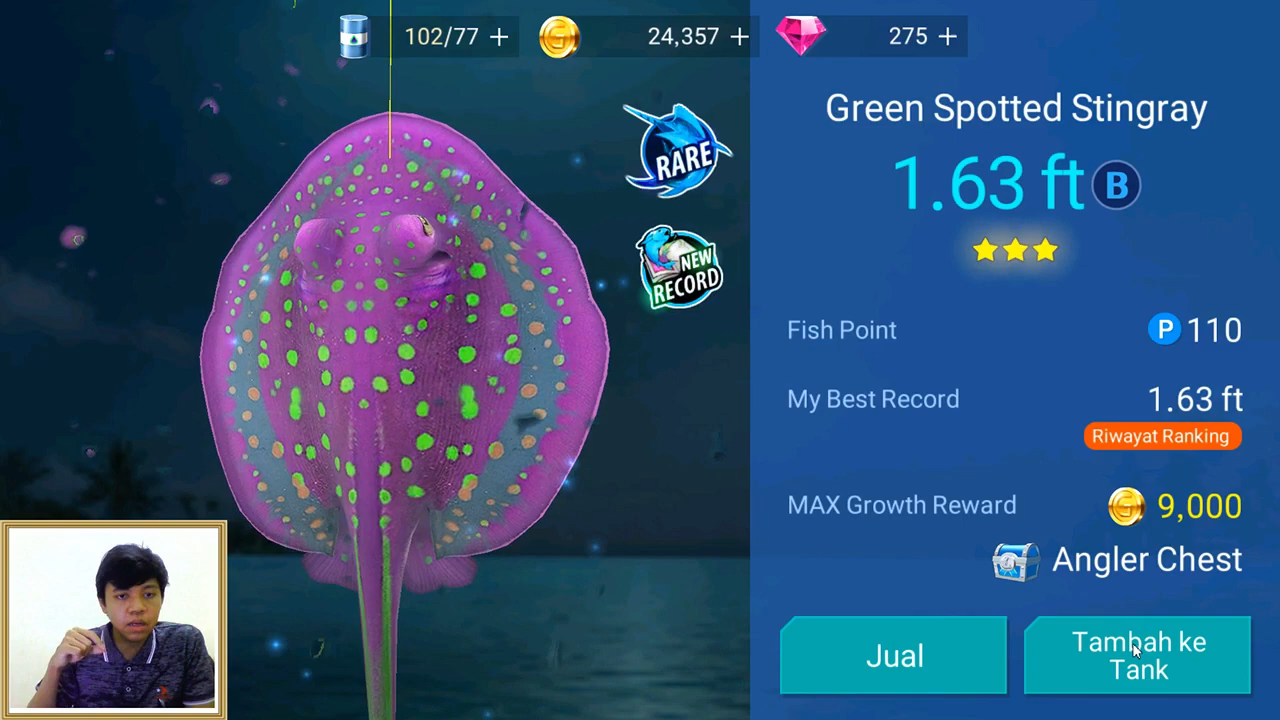 102/77 +
24,357 +
275 +
Green Spotted Stingray
1.63 ft B
RARE
NEW
RECORD
Fish Point
P 110
My Best Record
1.63 ft
Riwayat Ranking
MAX Growth Reward
G 9,000
Angler Chest
Jual
Tambah ke
Tank